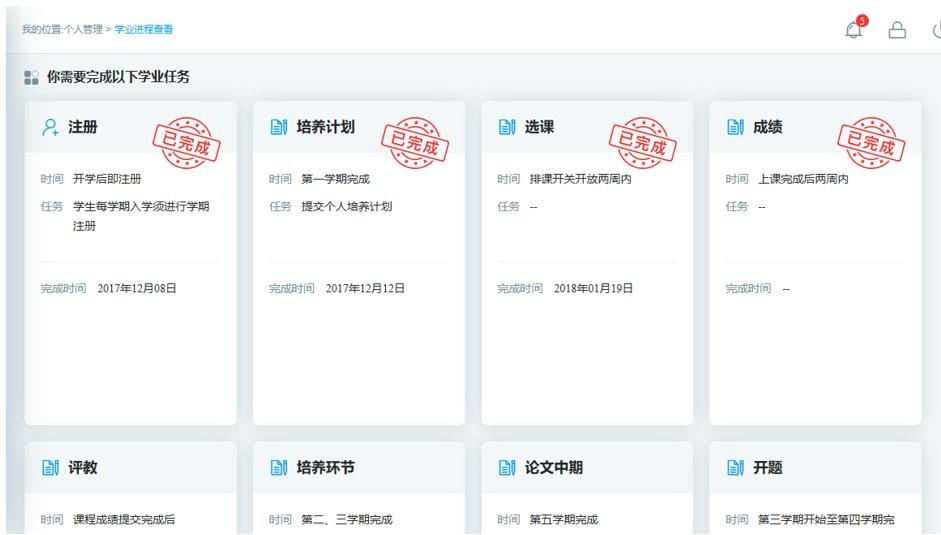 我的位置:个人管理 > 学业进程查看
5
你需要完成以下学业任务
注册 已完成
时间 开学后即注册
任务 学生每学期入学须进行学期
注册
完成时间 2017年12月08日
培养计划 已完成
时间 第一学期完成
任务 提交个人培养计划
完成时间 2017年12月12日
选课 已完成
时间 排课开关开放两周内
任务 --
完成时间 2018年01月19日
成绩 已完成
时间 上课完成后两周内
任务 --
完成时间 --
评教
时间 课程成绩提交完成后
培养环节
时间 第二、三学期完成
论文中期
时间 第五学期完成
开题
时间 第三学期开始至第四学期完